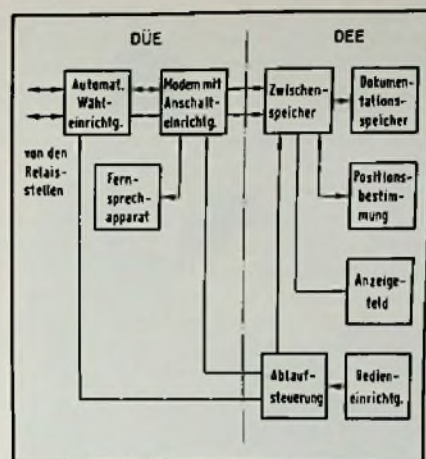 DÜE
DEE
Automat.
Wähl-
einrichtg.
Modem mit
Anschalt-
einrichtg.
Zwischen-
speicher
Dokumen-
tations-
speicher
von den
Relais-
stellen
Fern-
sprech-
apparat
Positions-
bestim-
mung
Anzeige-
feld
Ablauf-
steuerung
Bedien-
einrichtg.